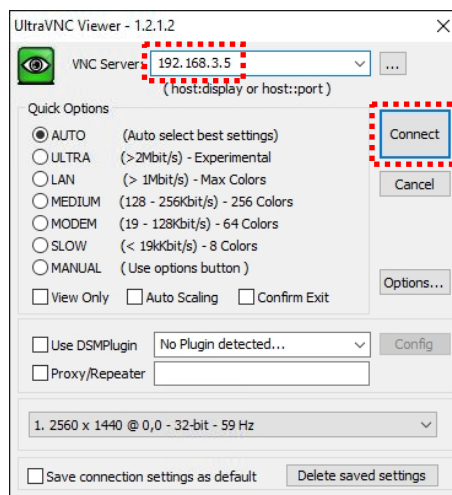 UltraVNC Viewer - 1.2.1.2
VNC Server: 192.168.3.5 ...
( host:display or host::port )
Quick Options
AUTO (Auto select best settings)
Connect
ULTRA (>2Mbit/s) - Experimental
LAN (> 1Mbit/s) - Max Colors
Cancel
MEDIUM (128 - 256Kbit/s) - 256 Colors
MODEM (19 - 128Kbit/s) - 64 Colors
SLOW (< 19kKbit/s) - 8 Colors
MANUAL ( Use options button )
Options...
View Only Auto Scaling Confirm Exit
Use DSMPlugin No Plugin detected... Config
Proxy/Repeater
1. 2560 x 1440 @ 0,0 - 32-bit - 59 Hz
Save connection settings as default Delete saved settings